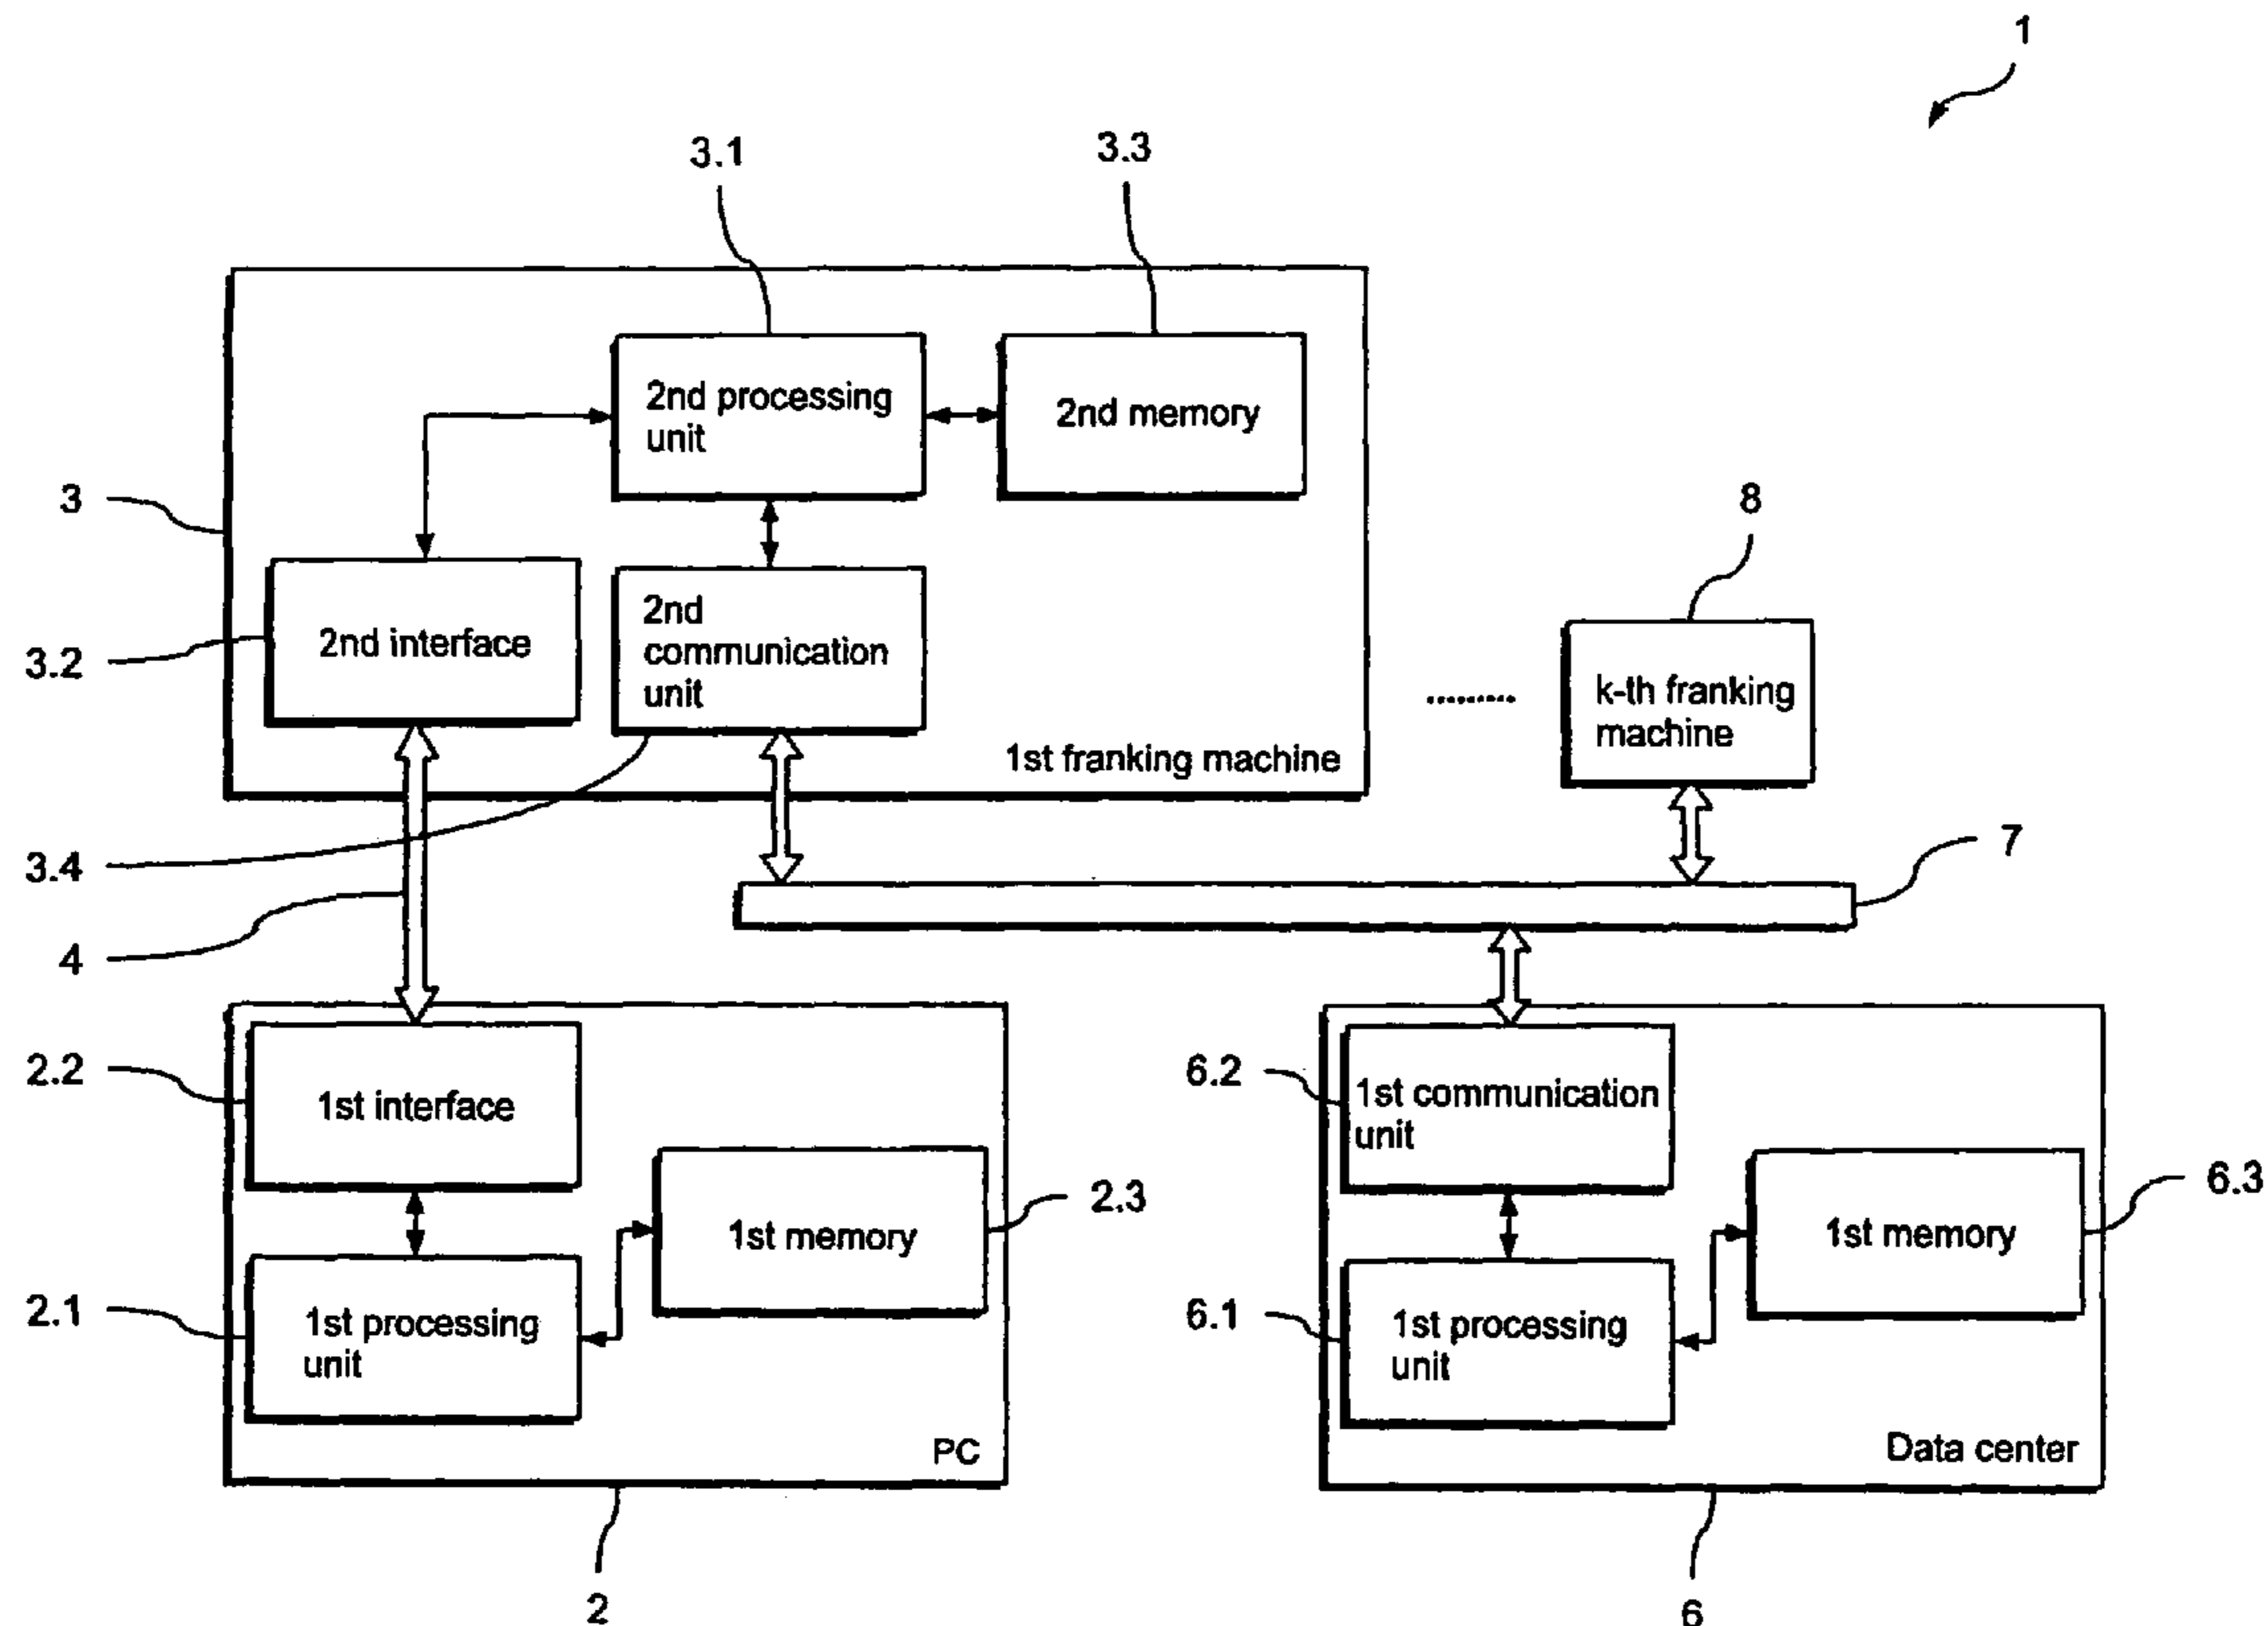 1
3.1
3.3
2nd processing
unit
2nd memory
3
8
2nd interface
2nd
communication
unit
3.2
k-th franking
machine
1st franking machine
7
3.4
4
2.2
1st interface
6.2
1st communication
unit
2.3
6.3
1st memory
1st memory
2.1
1st processing
unit
6.1
1st processing
unit
PC
Data center
2
6